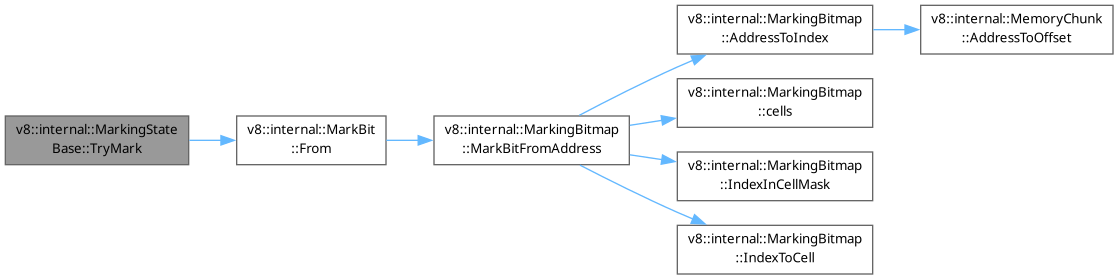 v8::internal::MarkingState
Base::TryMark
v8::internal::MarkBit
::From
v8::internal::MarkingBitmap
::MarkBitFromAddress
v8::internal::MarkingBitmap
::AddressToIndex
v8::internal::MemoryChunk
::AddressToOffset
v8::internal::MarkingBitmap
::cells
v8::internal::MarkingBitmap
::IndexInCellMask
v8::internal::MarkingBitmap
::IndexToCell